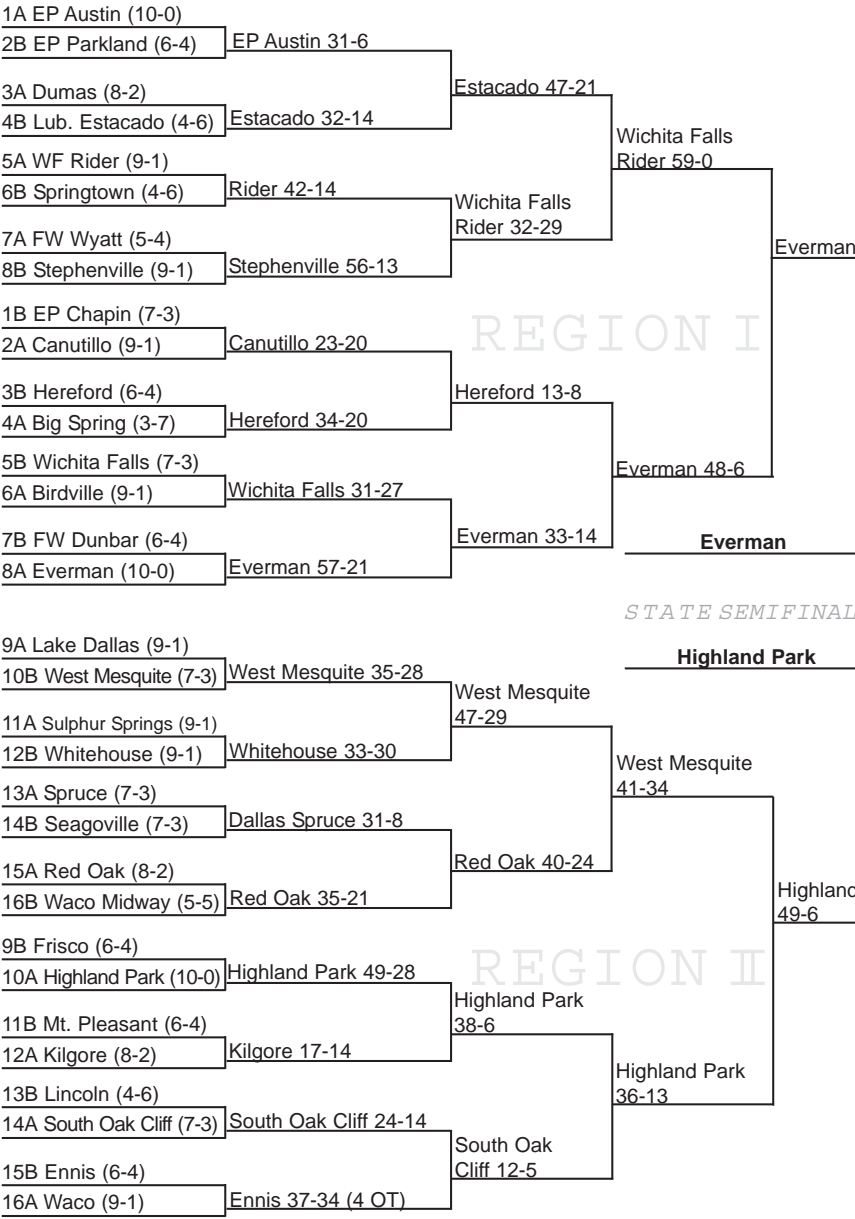 1A EP Austin (10-0)
2B EP Parkland (6-4)
EP Austin 31-6
3A Dumas (8-2)
4B Lub. Estacado (4-6)
Estacado 32-14
Estacado 47-21
5A WF Rider (9-1)
6B Springtown (4-6)
Rider 42-14
7A FW Wyatt (5-4)
8B Stephenville (9-1)
Stephenville 56-13
Wichita Falls
Rider 32-29
Wichita Falls
Rider 59-0
Everman
1B EP Chapin (7-3)
2A Canutillo (9-1)
Canutillo 23-20
REGION I
3B Hereford (6-4)
4A Big Spring (3-7)
Hereford 34-20
Hereford 13-8
5B Wichita Falls (7-3)
6A Birdville (9-1)
Wichita Falls 31-27
7B FW Dunbar (6-4)
8A Everman (10-0)
Everman 57-21
Everman 33-14
Everman 48-6
Everman
STATE SEMIFINAL
Highland Park
9A Lake Dallas (9-1)
10B West Mesquite (7-3)
West Mesquite 35-28
11A Sulphur Springs (9-1)
12B Whitehouse (9-1)
Whitehouse 33-30
West Mesquite
47-29
13A Spruce (7-3)
14B Seagoville (7-3)
Dallas Spruce 31-8
15A Red Oak (8-2)
16B Waco Midway (5-5)
Red Oak 35-21
Red Oak 40-24
West Mesquite
41-34
Highland
49-6
9B Frisco (6-4)
10A Highland Park (10-0)
Highland Park 49-28
REGION II
11B Mt. Pleasant (6-4)
12A Kilgore (8-2)
Kilgore 17-14
Highland Park
38-6
13B Lincoln (4-6)
14A South Oak Cliff (7-3)
South Oak Cliff 24-14
15B Ennis (6-4)
16A Waco (9-1)
Ennis 37-34 (4 OT)
South Oak
Cliff 12-5
Highland Park
36-13